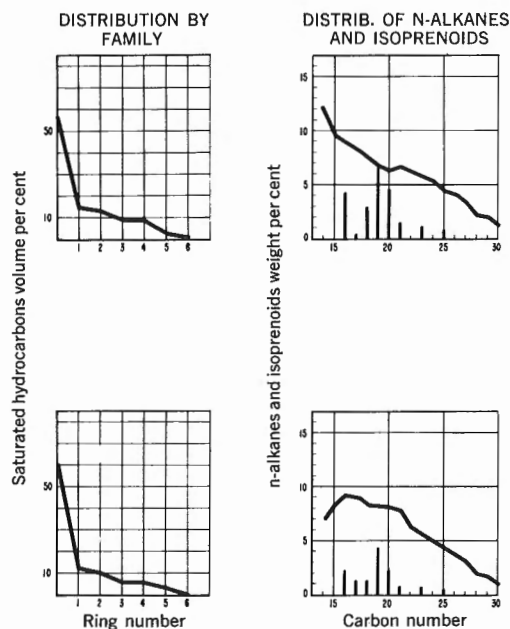 DISTRIBUTION BY
FAMILY
DISTRIB. OF N-ALKANES
AND ISOPRENOIDS
Saturated hydrocarbons volume per cent
n-alkanes and isoprenoids weight per cent
50
10
1 2 3 4 5 6
15
10
5
0
15 20 25 30
50
10
1 2 3 4 5 6
Ring number
15
10
5
0
15 20 25 30
Carbon number